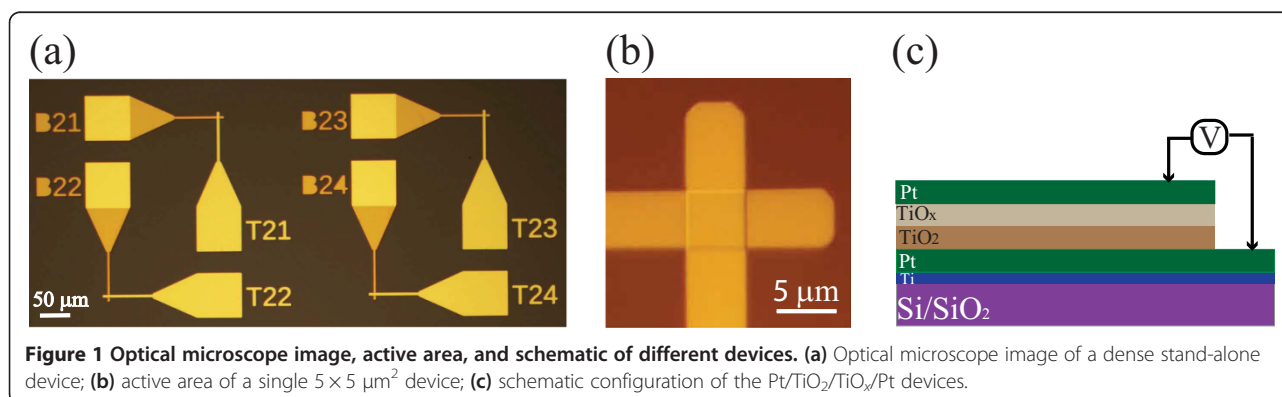 (a)
(b)
(c)
B21
B23
B22
B24
T21
T23
T22
T24
50 µm
5 µm
V
Pt
TiOx
TiO2
Pt
Ti
Si/SiO2
Figure 1 Optical microscope image, active area, and schematic of different devices. (a) Optical microscope image of a dense stand-alone
device; (b) active area of a single 5 × 5 µm² device; (c) schematic configuration of the Pt/TiO₂/TiOₓ/Pt devices.